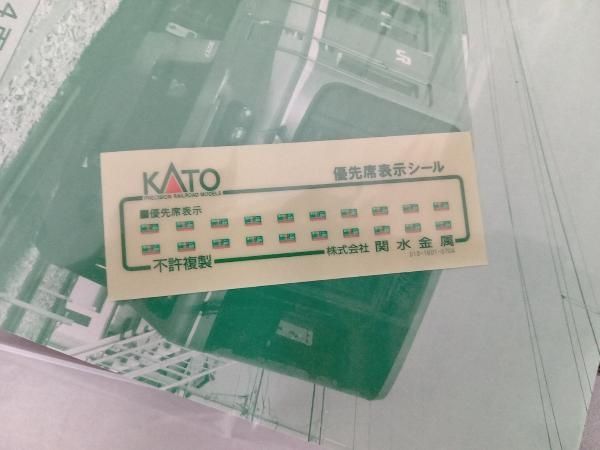 KATO
PRECISION RAILROAD MODELS
優先席表示シール
■優先席表示
不許複製
株式会社 関水金属